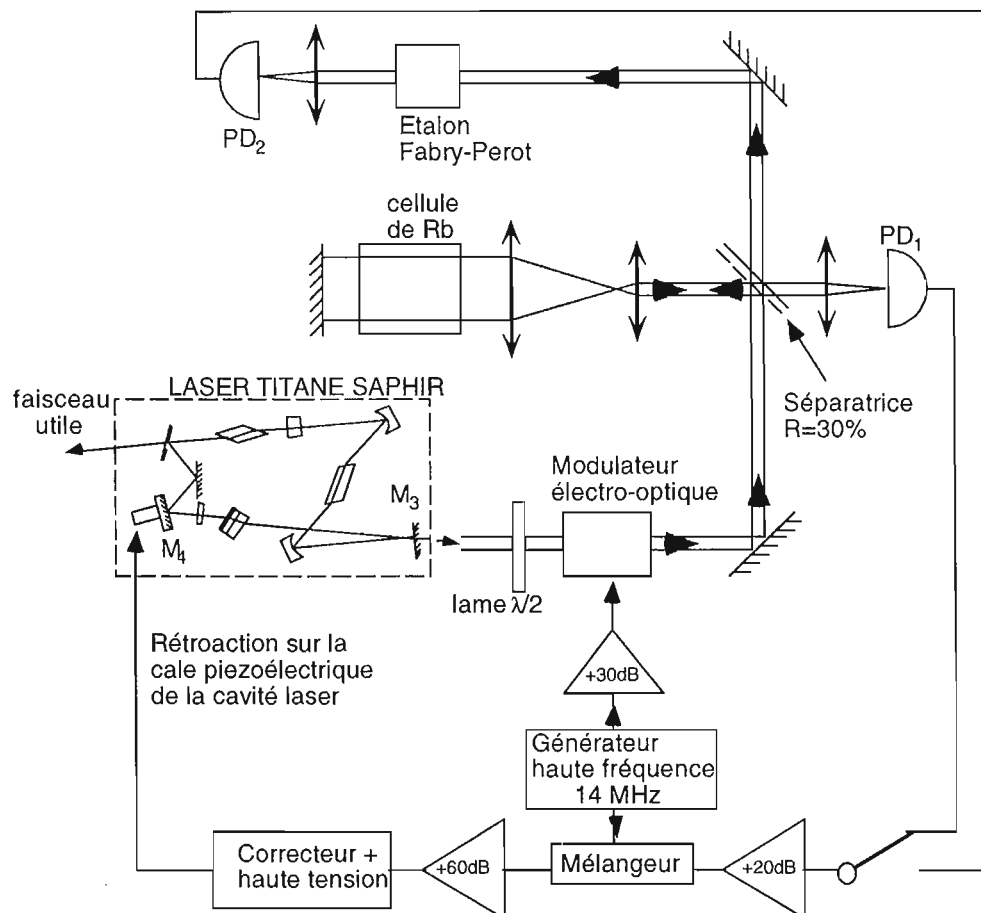 PD2
Etalon
Fabry-Perot
cellule
de Rb
PD1
LASER TITANE SAPHIR
faisceau
utile
Séparatrice
R=30%
Modulateur
électro-optique
M3
M4
lame λ/2
Rétroaction sur la
cale piezoélectrique
de la cavité laser
+30dB
Générateur
haute fréquence
14 MHz
Correcteur +
haute tension
+60dB
Mélangeur
+20dB